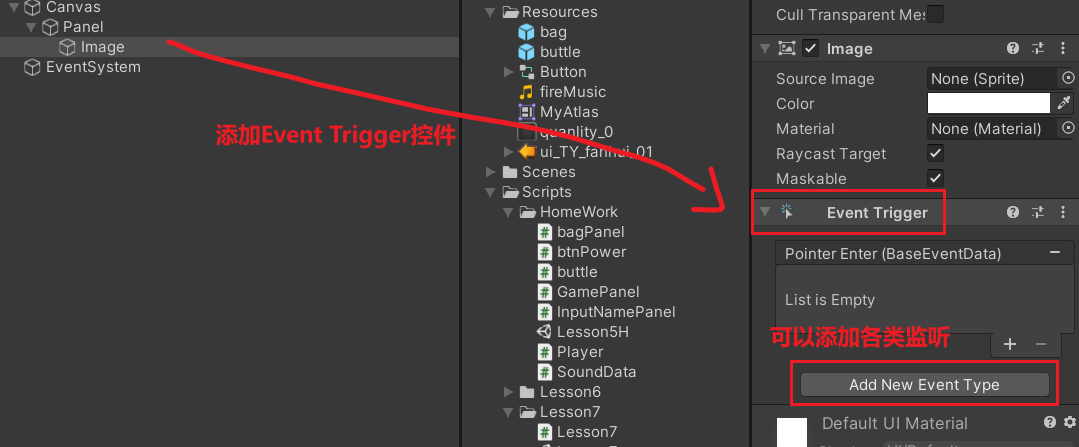 Canvas
Panel
Image
EventSystem
添加Event Trigger控件
Resources
bag
buttle
Button
fireMusic
MyAtlas
quanlity_0
ui_TY_fanhui_01
Scenes
Scripts
HomeWork
bagPanel
btnPower
buttle
GamePanel
InputNamePanel
Lesson5H
Player
SoundData
Lesson6
Lesson7
Lesson7
Cull Transparent Mes
Image
Source Image None (Sprite)
Color
Material None (Material)
Raycast Target
Maskable
Event Trigger
Pointer Enter (BaseEventData)
List is Empty
可以添加各类监听
Add New Event Type
Default UI Material